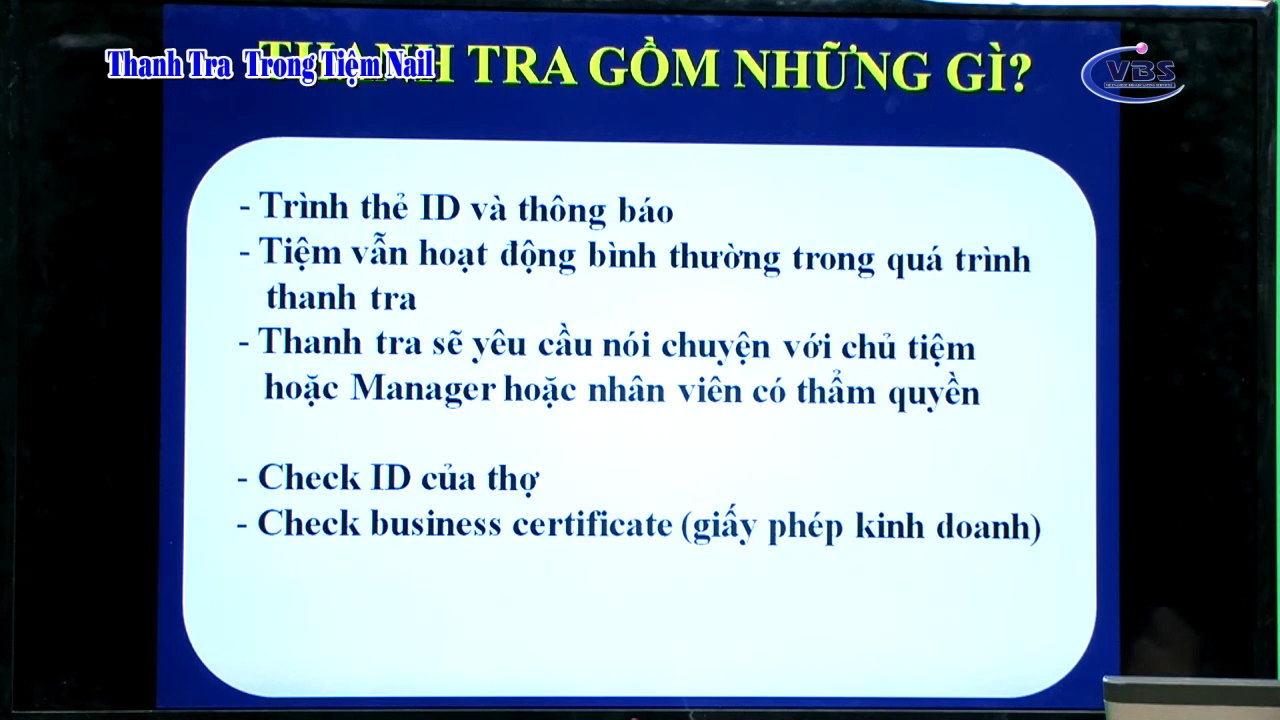 Thanh Tra Trong Tiệm Nail
THANH TRA GỒM NHỮNG GÌ?
VBS
- Trình thẻ ID và thông báo
- Tiệm vẫn hoạt động bình thường trong quá trình
thanh tra
- Thanh tra sẽ yêu cầu nói chuyện với chủ tiệm
hoặc Manager hoặc nhân viên có thẩm quyền
- Check ID của thợ
- Check business certificate (giấy phép kinh doanh)